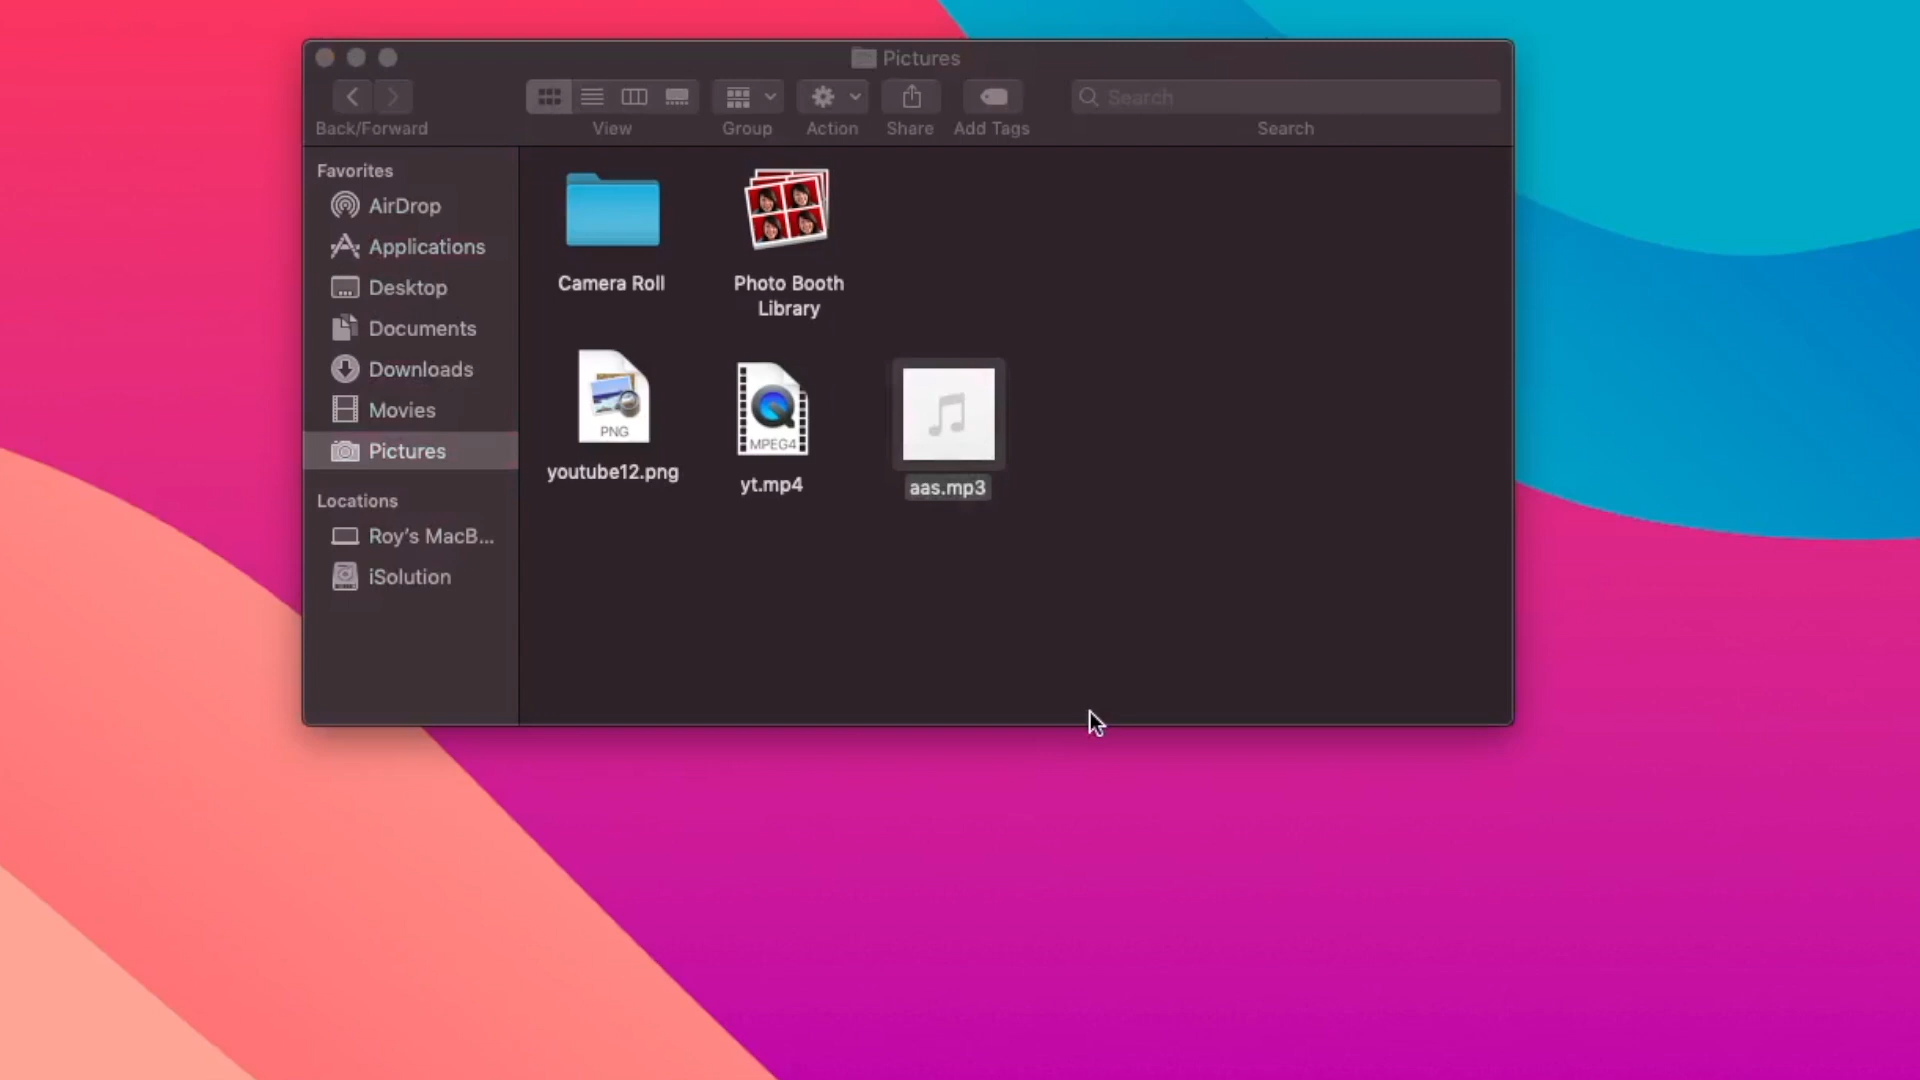 Pictures
Search
Back/Forward
View
Group
Action
Share
Add Tags
Search
Favorites
AirDrop
Applications
Desktop
Documents
Downloads
Movies
Pictures
Locations
Roy's MacB...
iSolution
Camera Roll
Photo Booth
Library
PNG
youtube12.png
MPEG4
yt.mp4
aas.mp3